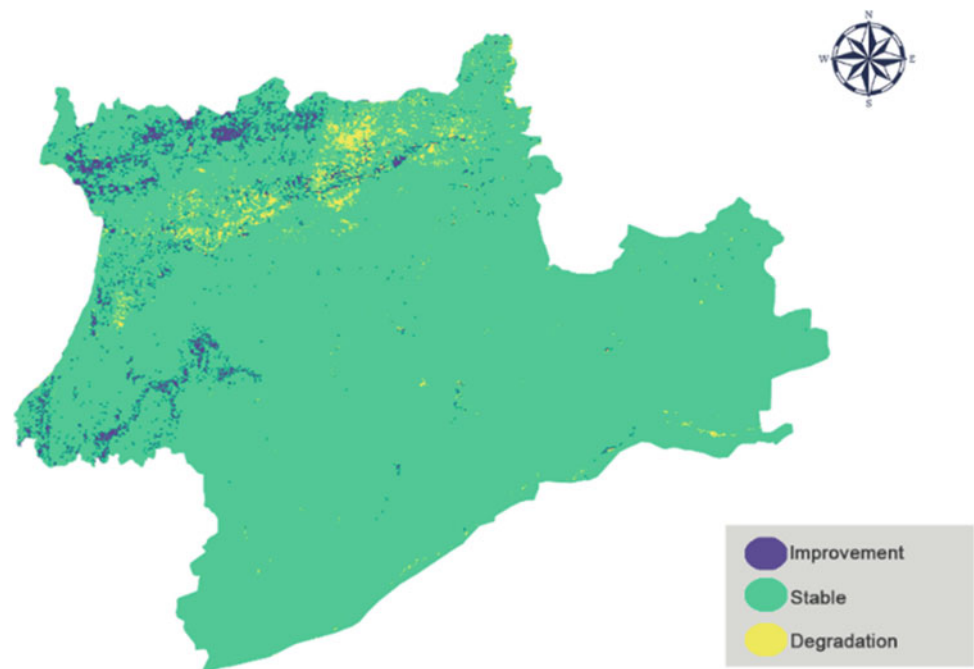 N
W E
S
Improvement
Stable
Degradation